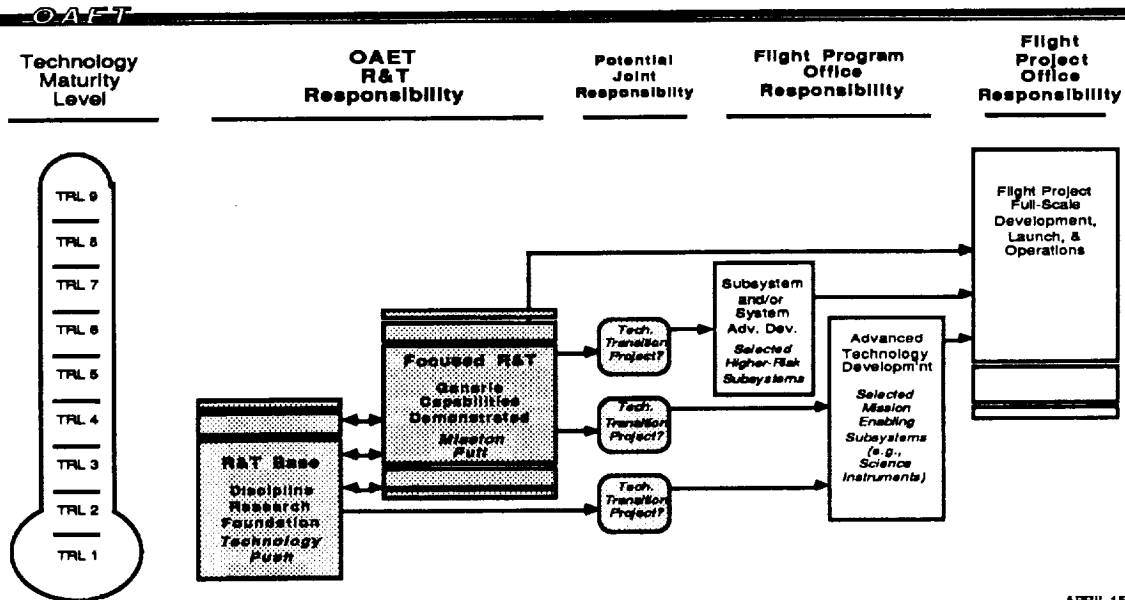 OAET
Technology
Maturity
Level
OAET
R&T
Responsibility
Potential
Joint
Responsibility
Flight Program
Office
Responsibility
Flight
Project
Office
Responsibility
TRL 9
TRL 8
TRL 7
TRL 6
TRL 5
TRL 4
TRL 3
TRL 2
TRL 1
R&T Base
Discipline
Research
Foundation
Technology
Push
Focused R&T
Generic
Capabilities
Demonstrated
Mission
Pull
Tech.
Transition
Project?
Tech.
Transition
Project?
Tech.
Transition
Project?
Subsystem
and/or
System
Adv. Dev.
Selected
Higher-Risk
Subsystems
Advanced
Technology
Developm'nt
Selected
Mission
Enabling
Subsystems
(e.g.,
Science
Instruments)
Flight Project
Full-Scale
Development,
Launch, &
Operations